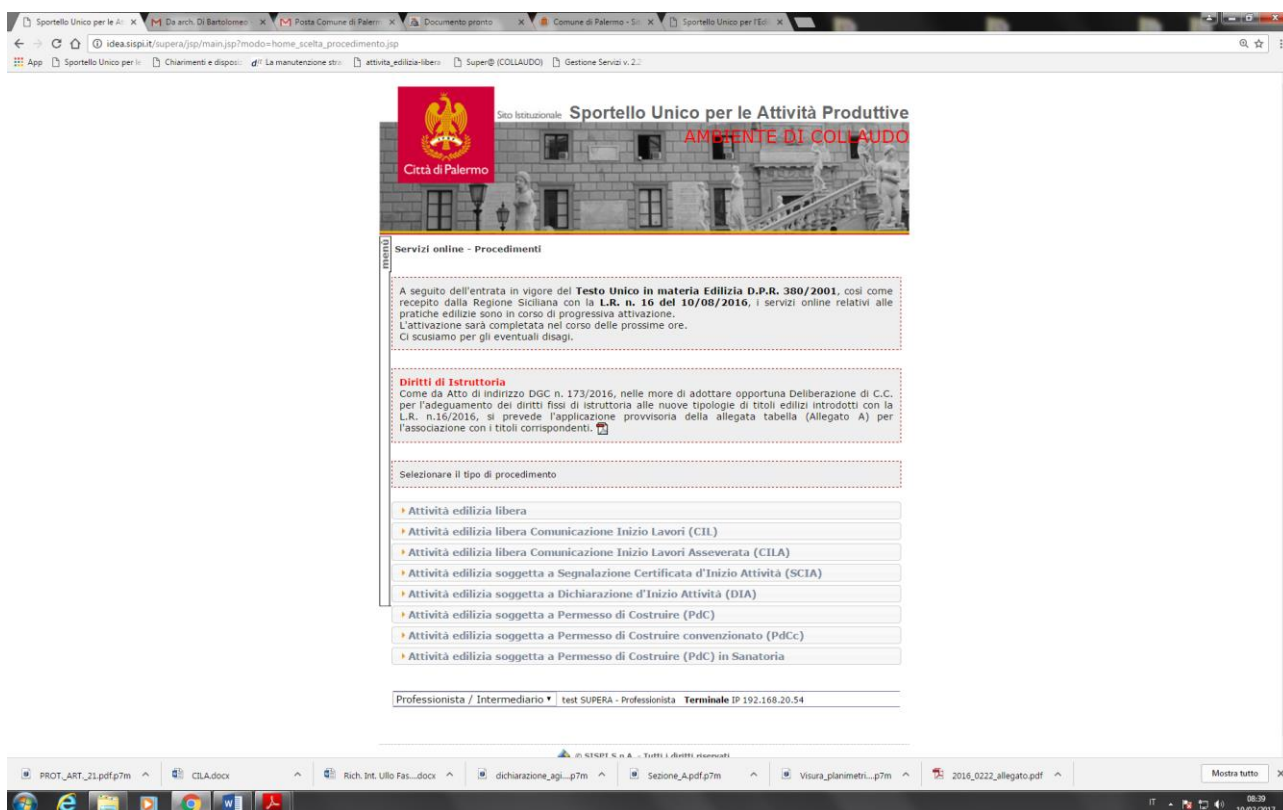 Sportello Unico per le At
Da arch. Di Bartolomeo
Posta Comune di Palerm
Documento pronto
Comune di Palermo - Sit
Sportello Unico per l'Edi
idea.sispi.it/supera/jsp/main.jsp?modo=home_scelta_procedimento.jsp
App Sportello Unico per le Chiarimenti e disposi La manutenzione stra attivita_edilizia-libera Super@ (COLLAUDO) Gestione Servizi v. 2.2
Sito Istituzionale Sportello Unico per le Attività Produttive
AMBIENTE DI COLLAUDO
Città di Palermo
menù
Servizi online - Procedimenti
A seguito dell'entrata in vigore del Testo Unico in materia Edilizia D.P.R. 380/2001, così come
recepito dalla Regione Siciliana con la L.R. n. 16 del 10/08/2016, i servizi online relativi alle
pratiche edilizie sono in corso di progressiva attivazione.
L'attivazione sarà completata nel corso delle prossime ore.
Ci scusiamo per gli eventuali disagi.
Diritti di Istruttoria
Come da Atto di indirizzo DGC n. 173/2016, nelle more di adottare opportuna Deliberazione di C.C.
per l'adeguamento dei diritti fissi di istruttoria alle nuove tipologie di titoli edilizi introdotti con la
L.R. n.16/2016, si prevede l'applicazione provvisoria della allegata tabella (Allegato A) per
l'associazione con i titoli corrispondenti.
Selezionare il tipo di procedimento
Attività edilizia libera
Attività edilizia libera Comunicazione Inizio Lavori (CIL)
Attività edilizia libera Comunicazione Inizio Lavori Asseverata (CILA)
Attività edilizia soggetta a Segnalazione Certificata d'Inizio Attività (SCIA)
Attività edilizia soggetta a Dichiarazione d'Inizio Attività (DIA)
Attività edilizia soggetta a Permesso di Costruire (PdC)
Attività edilizia soggetta a Permesso di Costruire convenzionato (PdCc)
Attività edilizia soggetta a Permesso di Costruire (PdC) in Sanatoria
Professionista / Intermediario test SUPERA - Professionista Terminale IP 192.168.20.54
© SISPI S.p.A. - Tutti i diritti riservati
PROT._ART._21.pdf.p7m CILA.docx Rich. Int. Ullo Fas....docx dichiarazione_agi....p7m Sezione_A.pdf.p7m Visura_planimetri....p7m 2016_0222_allegato.pdf Mostra tutto
IT 08:39
10/02/2017